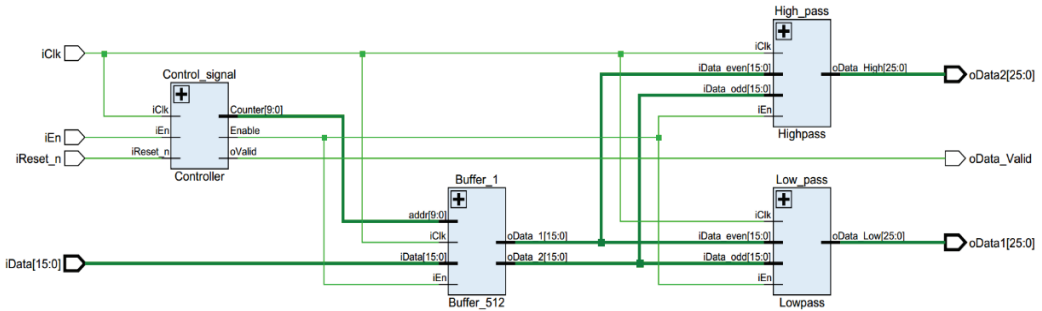 High_pass
iClk
iClk
iData_even[15:0]
oData_High[25:0]
oData2[25:0]
Control_signal
iData_odd[15:0]
iClk
Counter[9:0]
iEn
iEn
iEn
Enable
Highpass
iReset_n
iReset_n
oValid
oData_Valid
Controller
Buffer_1
Low_pass
addr[9:0]
iClk
iClk
oData_1[15:0]
iData_even[15:0]
oData_Low[25:0]
oData1[25:0]
iData[15:0]
iData[15:0]
oData_2[15:0]
iData_odd[15:0]
iEn
iEn
Buffer_512
Lowpass